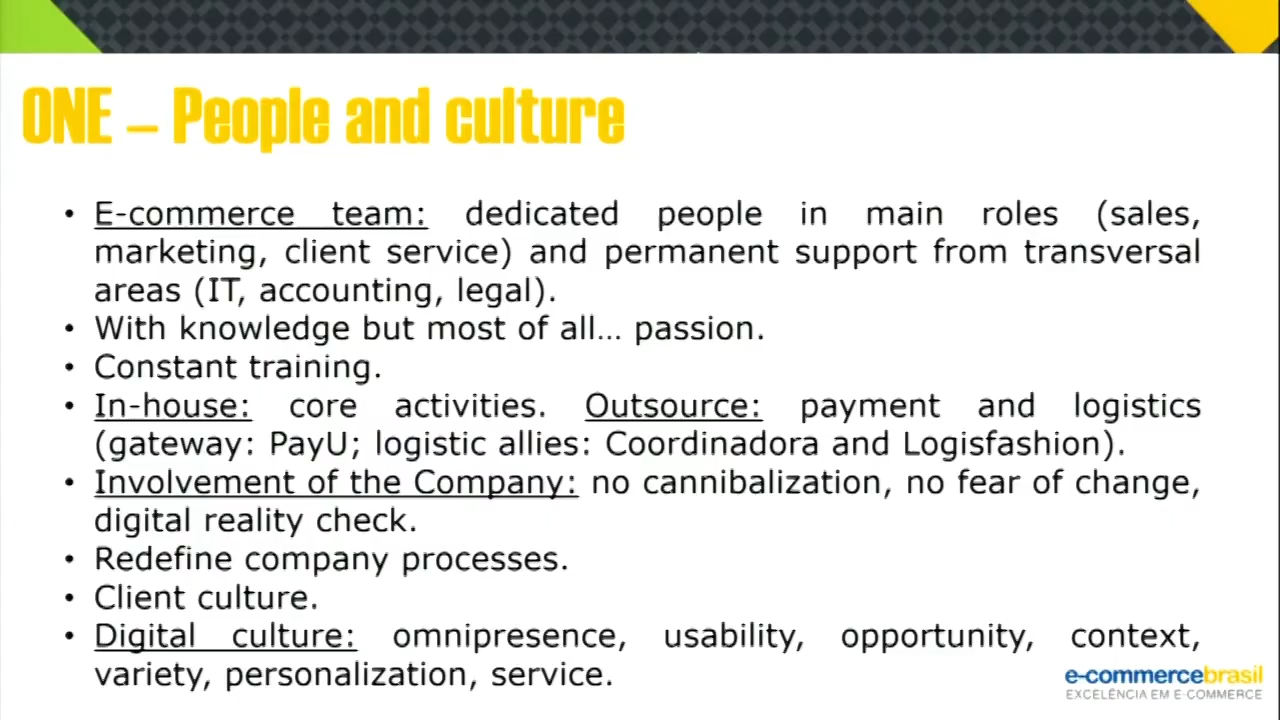 ONE – People and culture
• E-commerce team: dedicated people in main roles (sales,
marketing, client service) and permanent support from transversal
areas (IT, accounting, legal).
• With knowledge but most of all... passion.
• Constant training.
• In-house: core activities. Outsource: payment and logistics
(gateway: PayU; logistic allies: Coordinadora and Logisfashion).
• Involvement of the Company: no cannibalization, no fear of change,
digital reality check.
• Redefine company processes.
• Client culture.
• Digital culture: omnipresence, usability, opportunity, context,
variety, personalization, service.
e-commercebrasil
EXCELÊNCIA EM E-COMMERCE